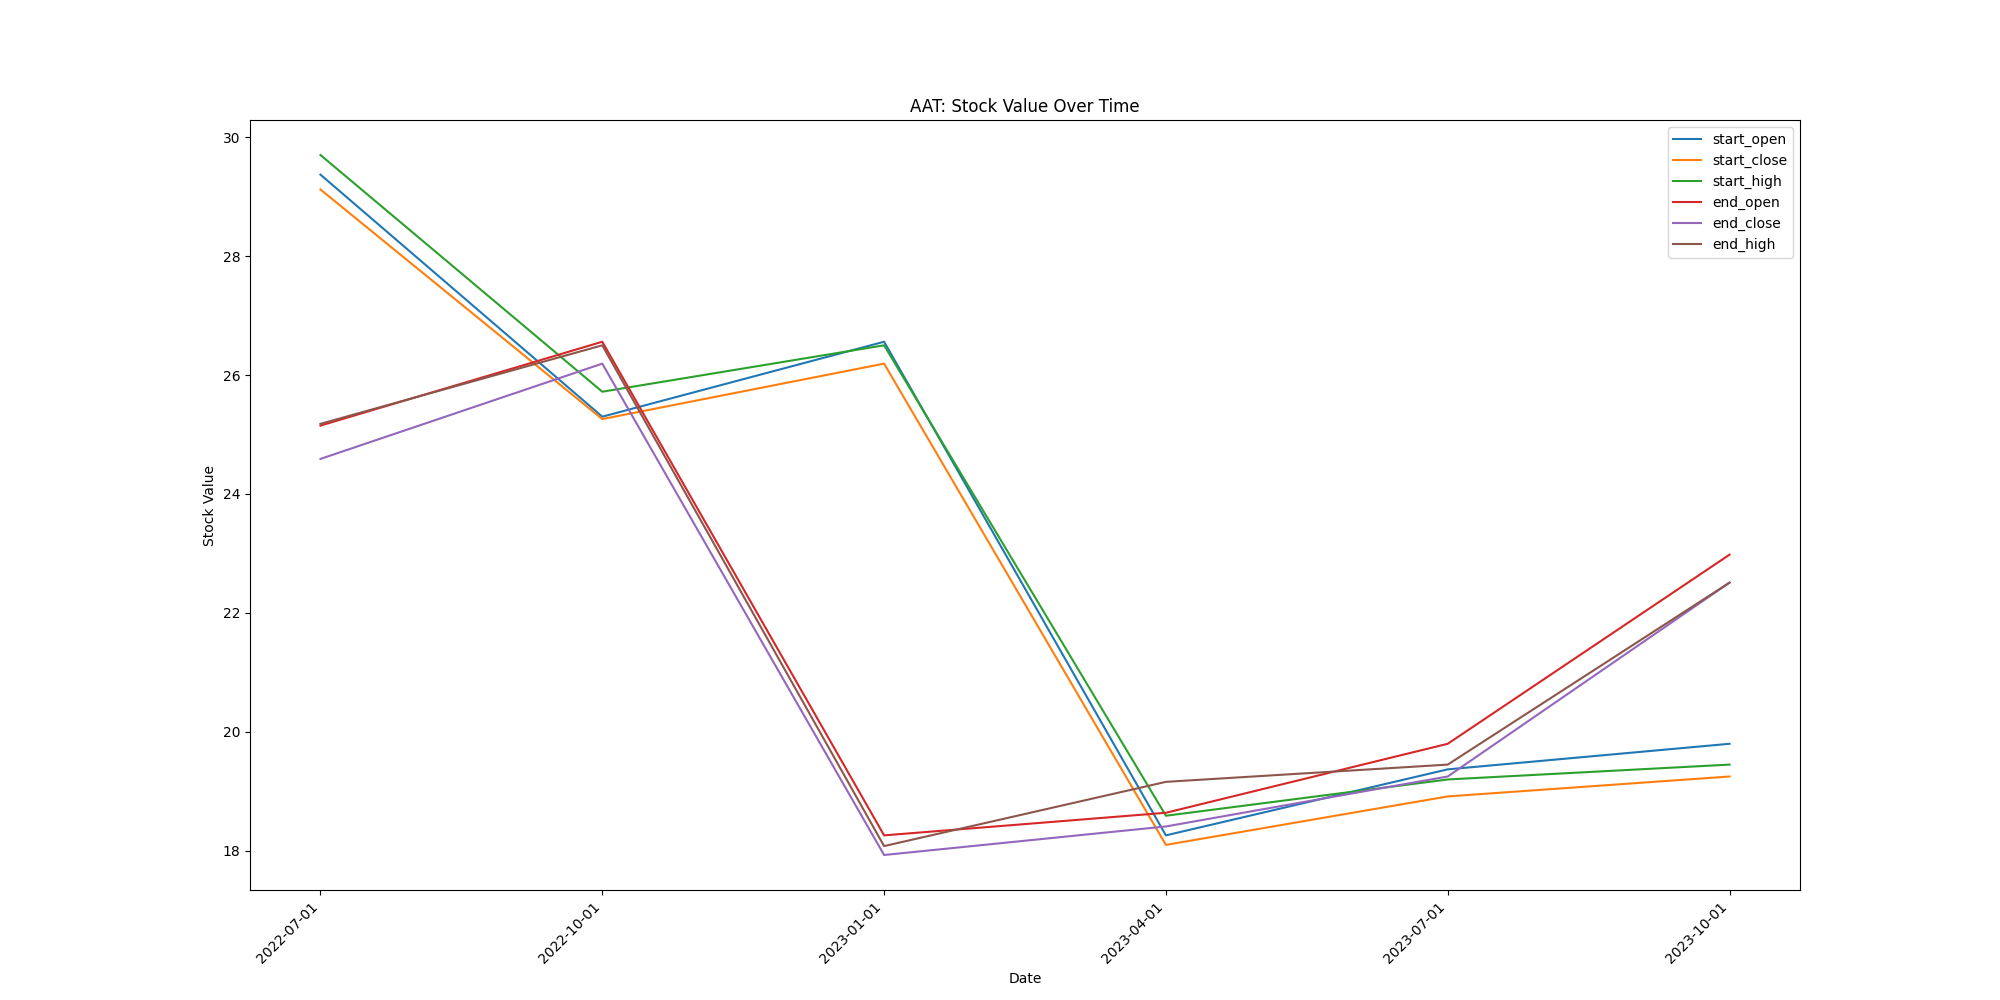 AAT: Stock Value Over Time
30
28
26
24
22
20
18
Stock Value
start_open
start_close
start_high
end_open
end_close
end_high
2022-07-01
2022-10-01
2023-01-01
2023-04-01
2023-07-01
2023-10-01
Date